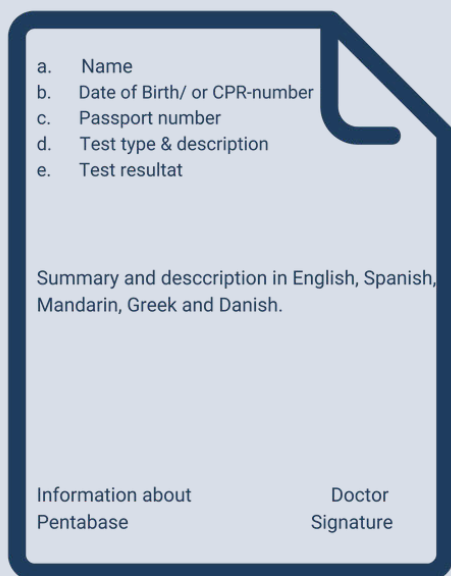 a. Name
b. Date of Birth/ or CPR-number
c. Passport number
d. Test type & description
e. Test resultat
Summary and desccription in English, Spanish,
Mandarin, Greek and Danish.
Information about Doctor
Pentabase Signature